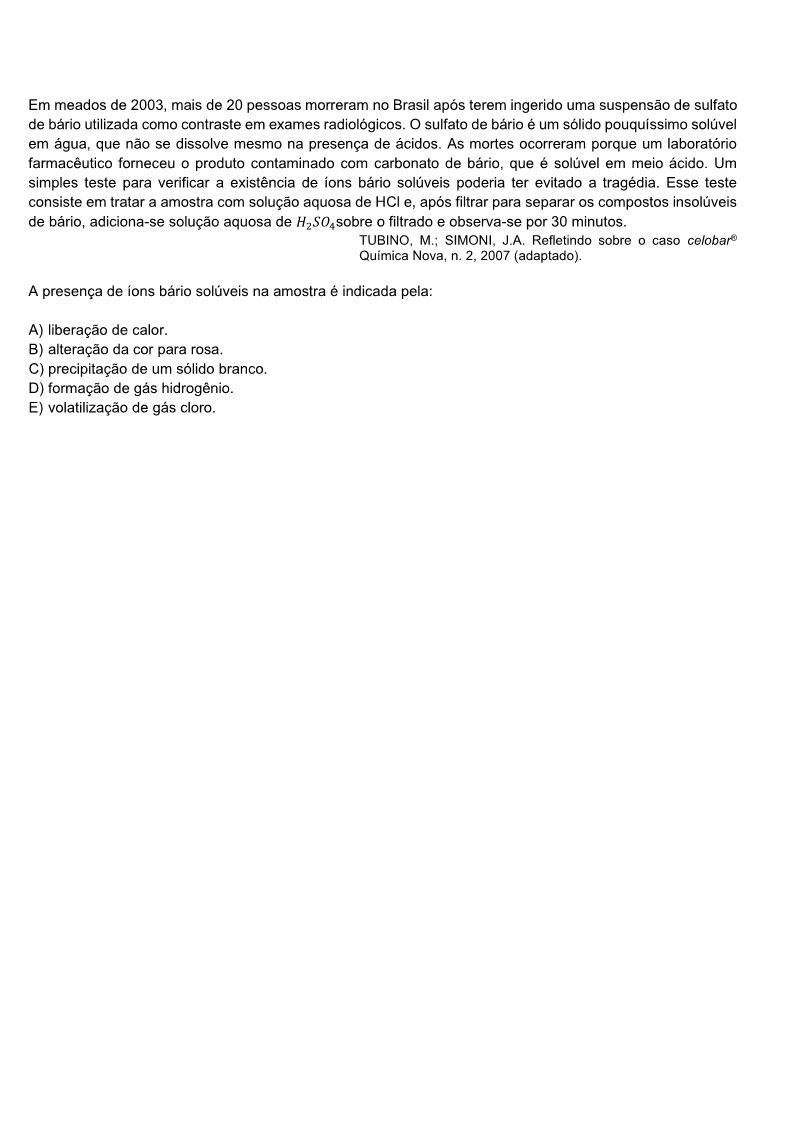 Em meados de 2003, mais de 20 pessoas morreram no Brasil após terem ingerido uma suspensão de sulfato
de bário utilizada como contraste em exames radiológicos. O sulfato de bário é um sólido pouquíssimo solúvel
em água, que não se dissolve mesmo na presença de ácidos. As mortes ocorreram porque um laboratório
farmacêutico forneceu o produto contaminado com carbonato de bário, que é solúvel em meio ácido. Um
simples teste para verificar a existência de íons bário solúveis poderia ter evitado a tragédia. Esse teste
consiste em tratar a amostra com solução aquosa de HCl e, após filtrar para separar os compostos insolúveis
de bário, adiciona-se solução aquosa de H₂SO₄sobre o filtrado e observa-se por 30 minutos.
TUBINO, M.; SIMONI, J.A. Refletindo sobre o caso celobar®
Química Nova, n. 2, 2007 (adaptado).
A presença de íons bário solúveis na amostra é indicada pela:
A) liberação de calor.
B) alteração da cor para rosa.
C) precipitação de um sólido branco.
D) formação de gás hidrogênio.
E) volatilização de gás cloro.